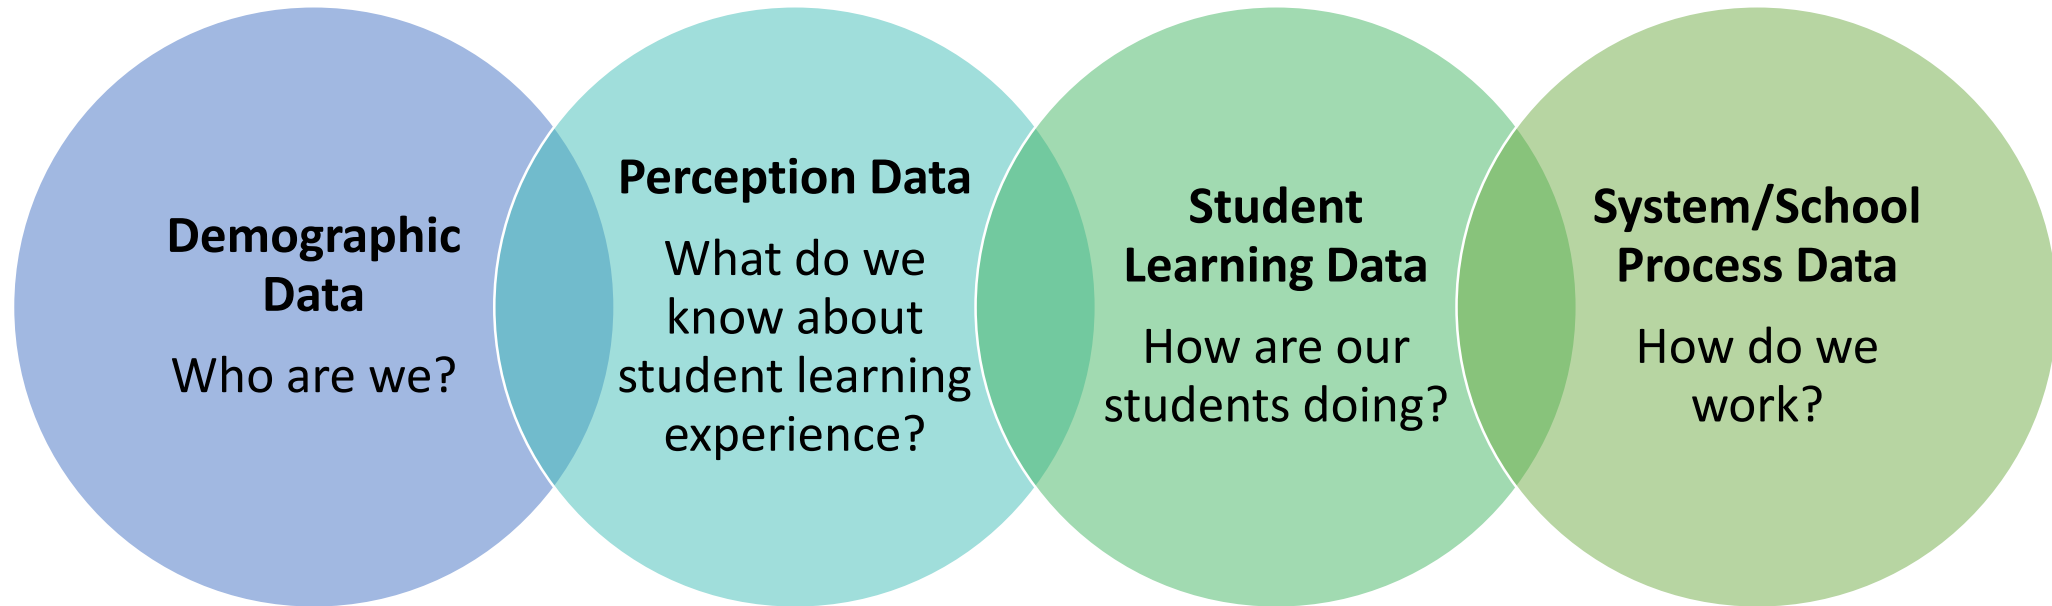 Demographic
Data
Who are we?
Perception Data
What do we
know about
student learning
experience?
Student
Learning Data
How are our
students doing?
System/School
Process Data
How do we
work?